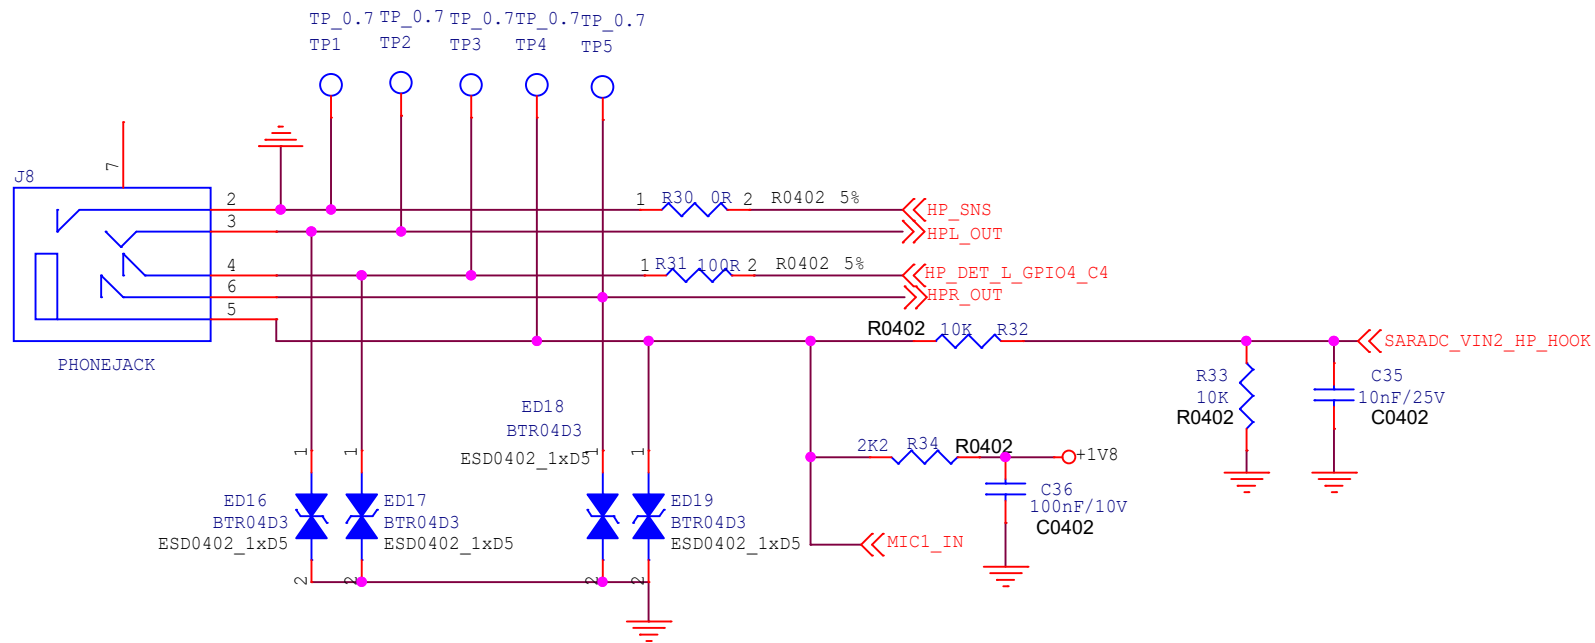 TP_0.7 TP_0.7 TP_0.7 TP_0.7 TP_0.7
TP1 TP2 TP3 TP4 TP5
7
J8
2
1 R30 0R 2 R0402 5%
HP_SNS
3
HPL_OUT
4
1 R31 100R 2 R0402 5%
HP_DET_L_GPIO4_C4
6
HPR_OUT
5
R0402 10K R32
SARADC_VIN2_HP_HOOK
PHONEJACK
R33
10K
R0402
C35
10nF/25V
C0402
ED18
BTR04D3
ESD0402_1xD5
2K2 R34 R0402
+1V8
1 1 1 1
ED16
BTR04D3
ESD0402_1xD5
ED17
BTR04D3
ESD0402_1xD5
ED19
BTR04D3
ESD0402_1xD5
C36
100nF/10V
C0402
MIC1_IN
2 2 2 2